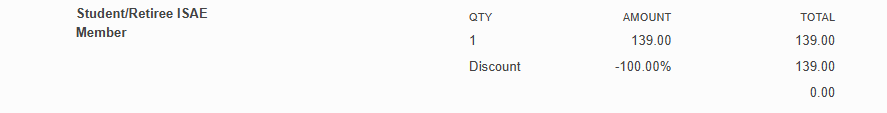 Student/Retiree ISAE QTY AMOUNT TOTAL
Member 1 139.00 139.00
Discount -100.00% 139.00
0.00